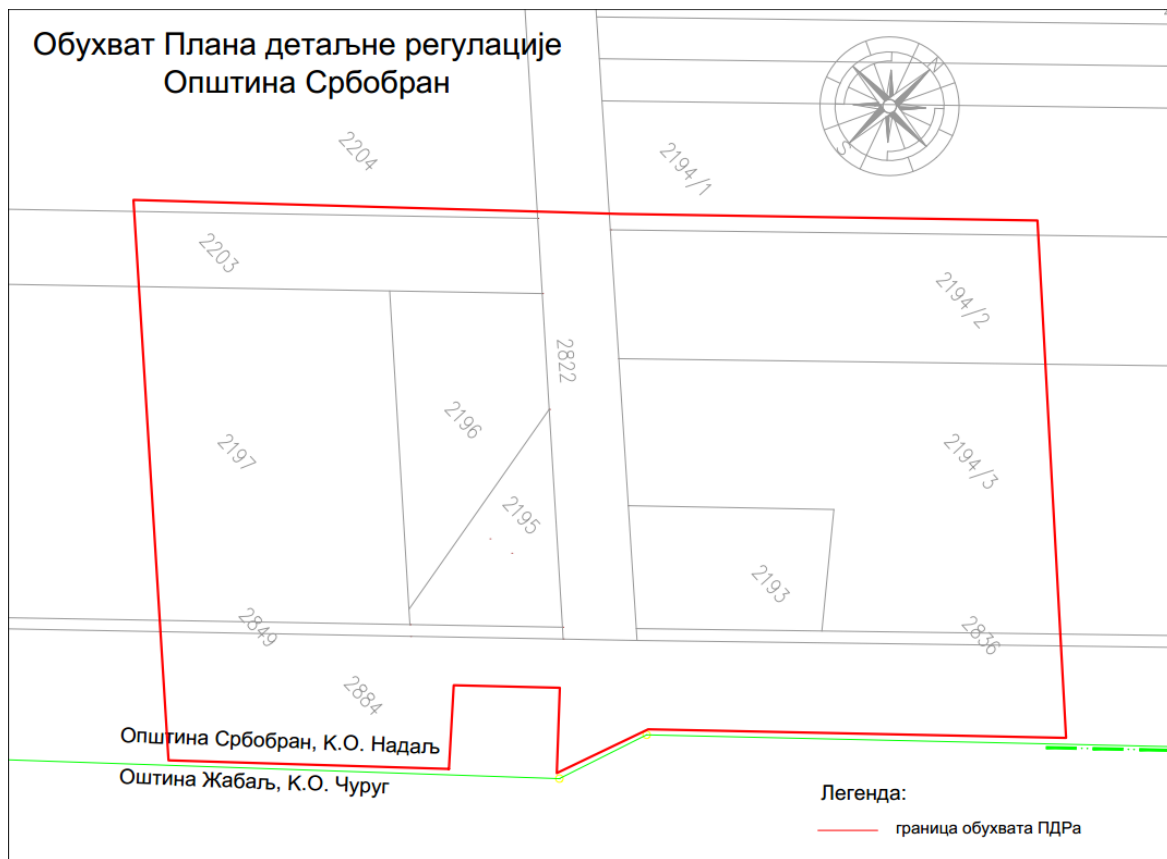 Обухват Плана детаљне регулације
Општина Србобран
N
S
2204
2194/1
2203
2194/2
2822
2196
2197
2194/3
2195
2193
2849
2836
2884
Општина Србобран, К.О. Надаљ
Оштина Жабаљ, К.О. Чуруг
Легенда:
граница обухвата ПДРа